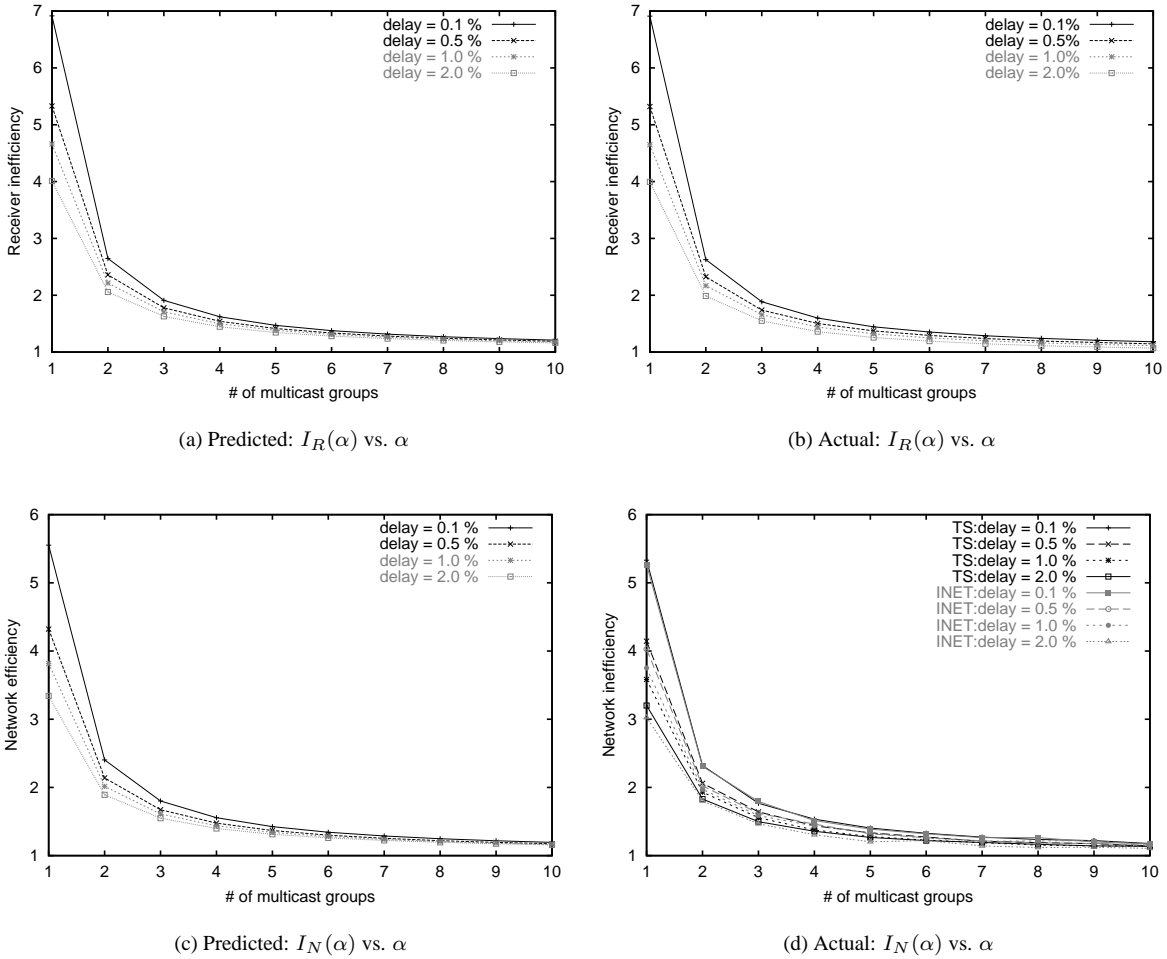 7
6
5
4
3
2
1
Receiver inefficiency
delay = 0.1 %
delay = 0.5 %
delay = 1.0 %
delay = 2.0 %
1 2 3 4 5 6 7 8 9 10
# of multicast groups
(a) Predicted: I_R(α) vs. α
7
6
5
4
3
2
1
Receiver inefficiency
delay = 0.1%
delay = 0.5%
delay = 1.0%
delay = 2.0%
1 2 3 4 5 6 7 8 9 10
# of multicast groups
(b) Actual: I_R(α) vs. α
6
5
4
3
2
1
Network efficiency
delay = 0.1 %
delay = 0.5 %
delay = 1.0 %
delay = 2.0 %
1 2 3 4 5 6 7 8 9 10
# of multicast groups
(c) Predicted: I_N(α) vs. α
6
5
4
3
2
1
Network inefficiency
TS:delay = 0.1 %
TS:delay = 0.5 %
TS:delay = 1.0 %
TS:delay = 2.0 %
INET:delay = 0.1 %
INET:delay = 0.5 %
INET:delay = 1.0 %
INET:delay = 2.0 %
1 2 3 4 5 6 7 8 9 10
# of multicast groups
(d) Actual: I_N(α) vs. α